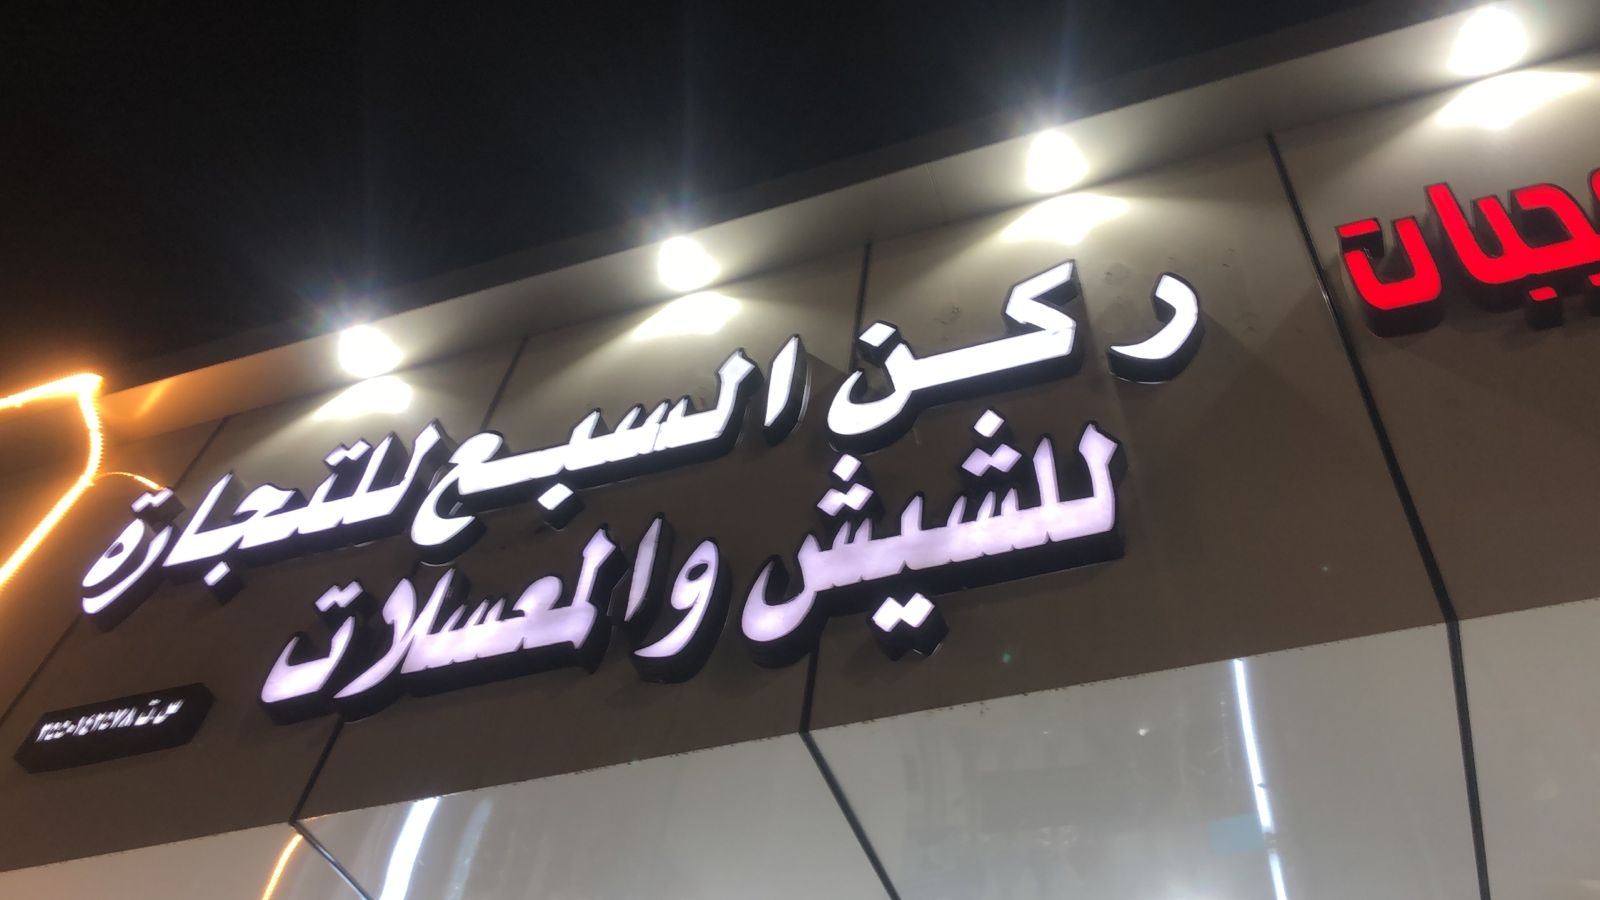 ركن السبع للتجارة
للشيش والمعسلات
س.ت